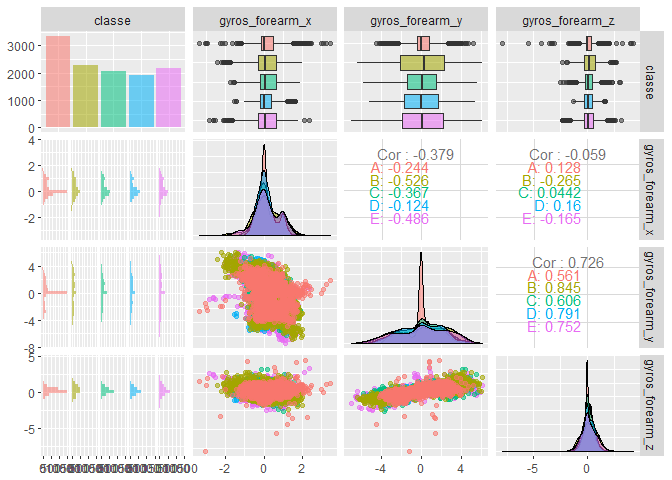 classe gyros_forearm_x gyros_forearm_y gyros_forearm_z
3000
2000
1000
0
classe
4
2
0
-2
Cor : -0.379
A: -0.244
B: -0.526
C: -0.367
D: -0.124
E: -0.486
Cor : -0.059
A: 0.128
B: -0.265
C: 0.0442
D: 0.16
E: -0.165
gyros_forearm_x
4
0
-4
-8
Cor : 0.726
A: 0.561
B: 0.845
C: 0.606
D: 0.791
E: 0.752
gyros_forearm_y
5
0
-5
gyros_forearm_z
-2 0 2
-4 0 4
-5 0